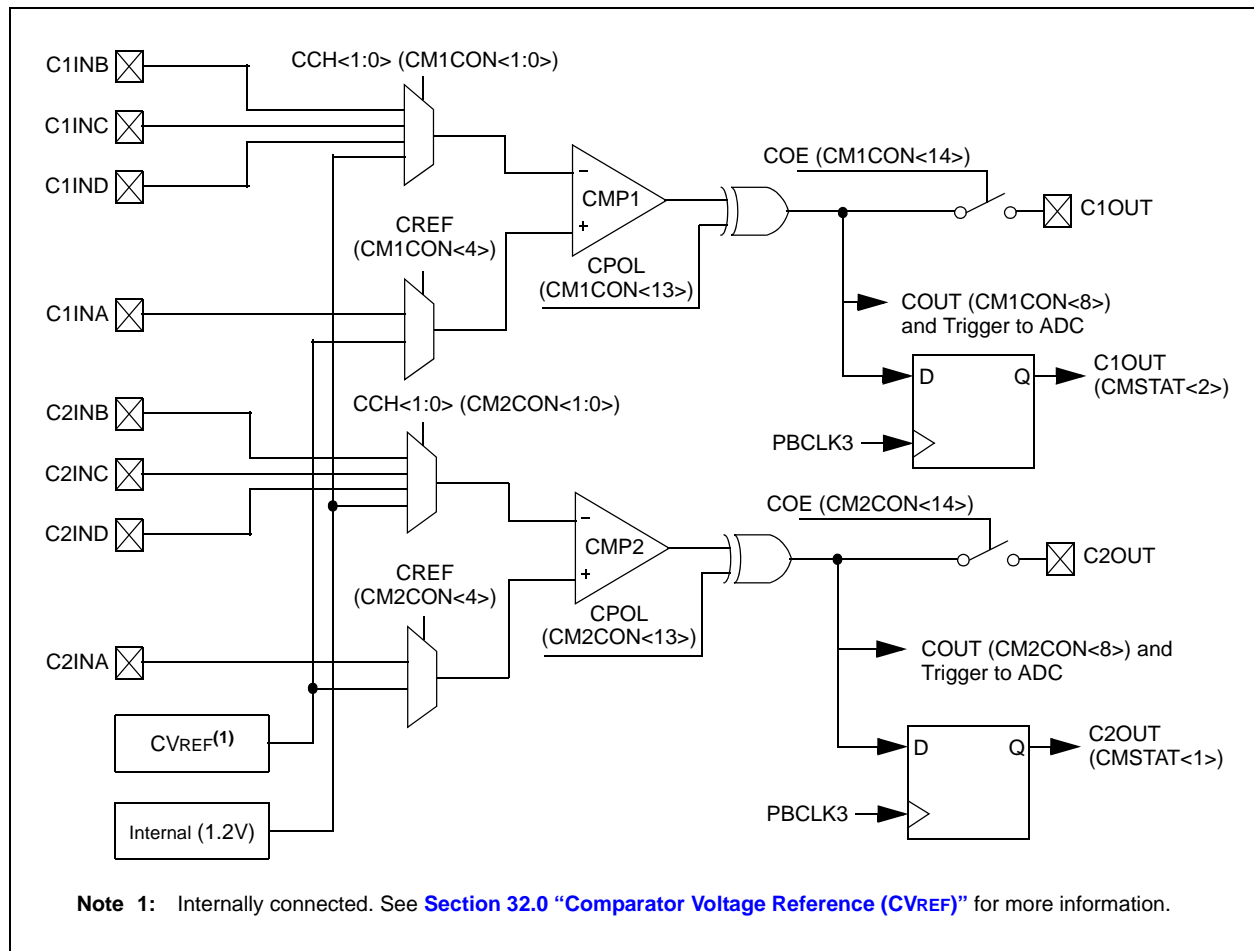 C1INB
CCH<1:0> (CM1CON<1:0>)
C1INC
C1IND
COE (CM1CON<14>)
–
CMP1
+
C1OUT
CREF
(CM1CON<4>)
CPOL
(CM1CON<13>)
C1INA
COUT (CM1CON<8>)
and Trigger to ADC
D
Q
C1OUT
(CMSTAT<2>)
PBCLK3
C2INB
CCH<1:0> (CM2CON<1:0>)
C2INC
C2IND
COE (CM2CON<14>)
–
CMP2
+
C2OUT
CREF
(CM2CON<4>)
CPOL
(CM2CON<13>)
C2INA
COUT (CM2CON<8>) and
Trigger to ADC
CVREF(1)
D
Q
C2OUT
(CMSTAT<1>)
PBCLK3
Internal (1.2V)
Note 1: Internally connected. See Section 32.0 “Comparator Voltage Reference (CVREF)” for more information.